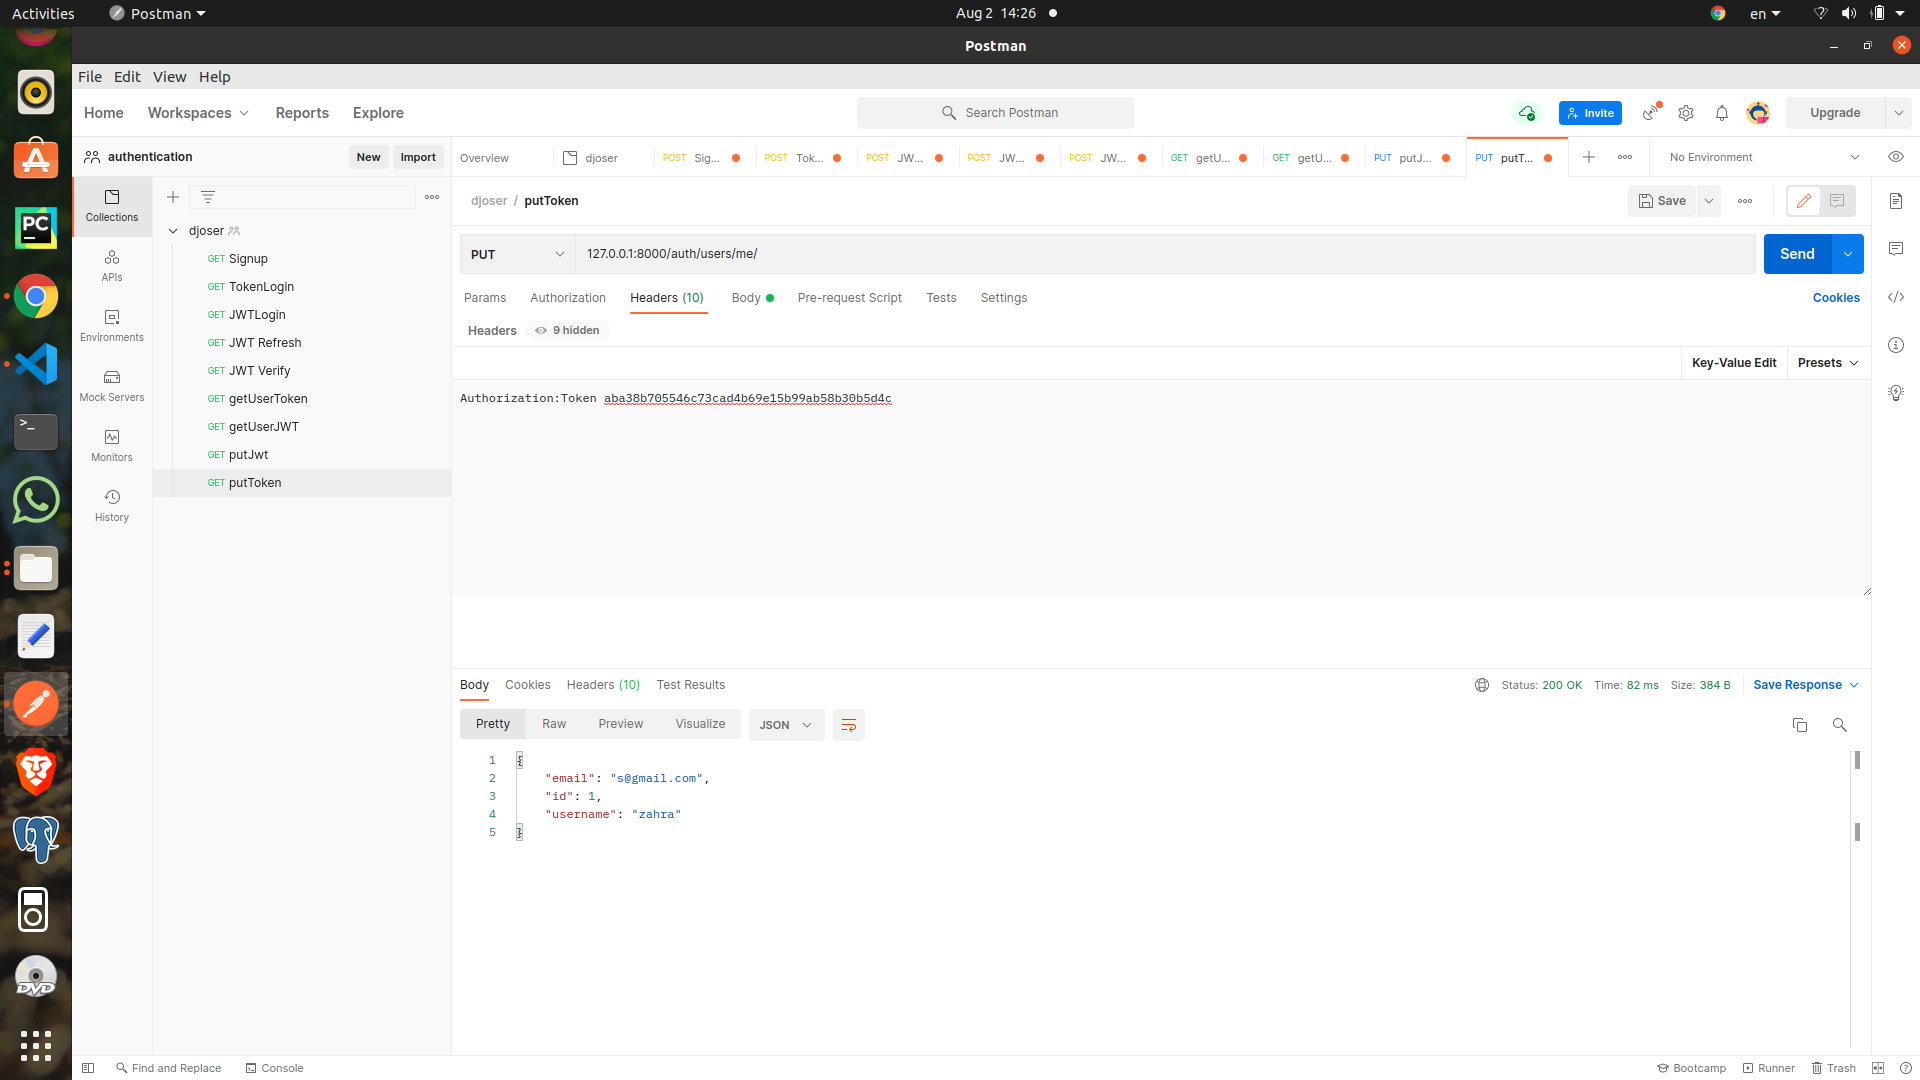 Activities
Postman
Aug 2 14:26
en
Postman
File Edit View Help
Home Workspaces Reports Explore
Search Postman
Invite
Upgrade
authentication
New Import
Overview
djoser
POST Sig...
POST Tok...
POST JW...
POST JW...
POST JW...
GET getU...
GET getU...
PUT putJ...
PUT putT...
No Environment
Collections
APIs
Environments
Mock Servers
Monitors
History
djoser
GET Signup
GET TokenLogin
GET JWTLogin
GET JWT Refresh
GET JWT Verify
GET getUserToken
GET getUserJWT
GET putJwt
GET putToken
djoser / putToken
Save
PUT
127.0.0.1:8000/auth/users/me/
Send
Params Authorization Headers (10) Body Pre-request Script Tests Settings
Cookies
Headers 9 hidden
Key-Value Edit Presets
Authorization:Token aba38b705546c73cad4b69e15b99ab58b30b5d4c
Body Cookies Headers (10) Test Results
Status: 200 OK Time: 82 ms Size: 384 B Save Response
Pretty Raw Preview Visualize JSON
1 {
2 "email": "s@gmail.com",
3 "id": 1,
4 "username": "zahra"
5 }
Find and Replace Console
Bootcamp Runner Trash
PC
DVD